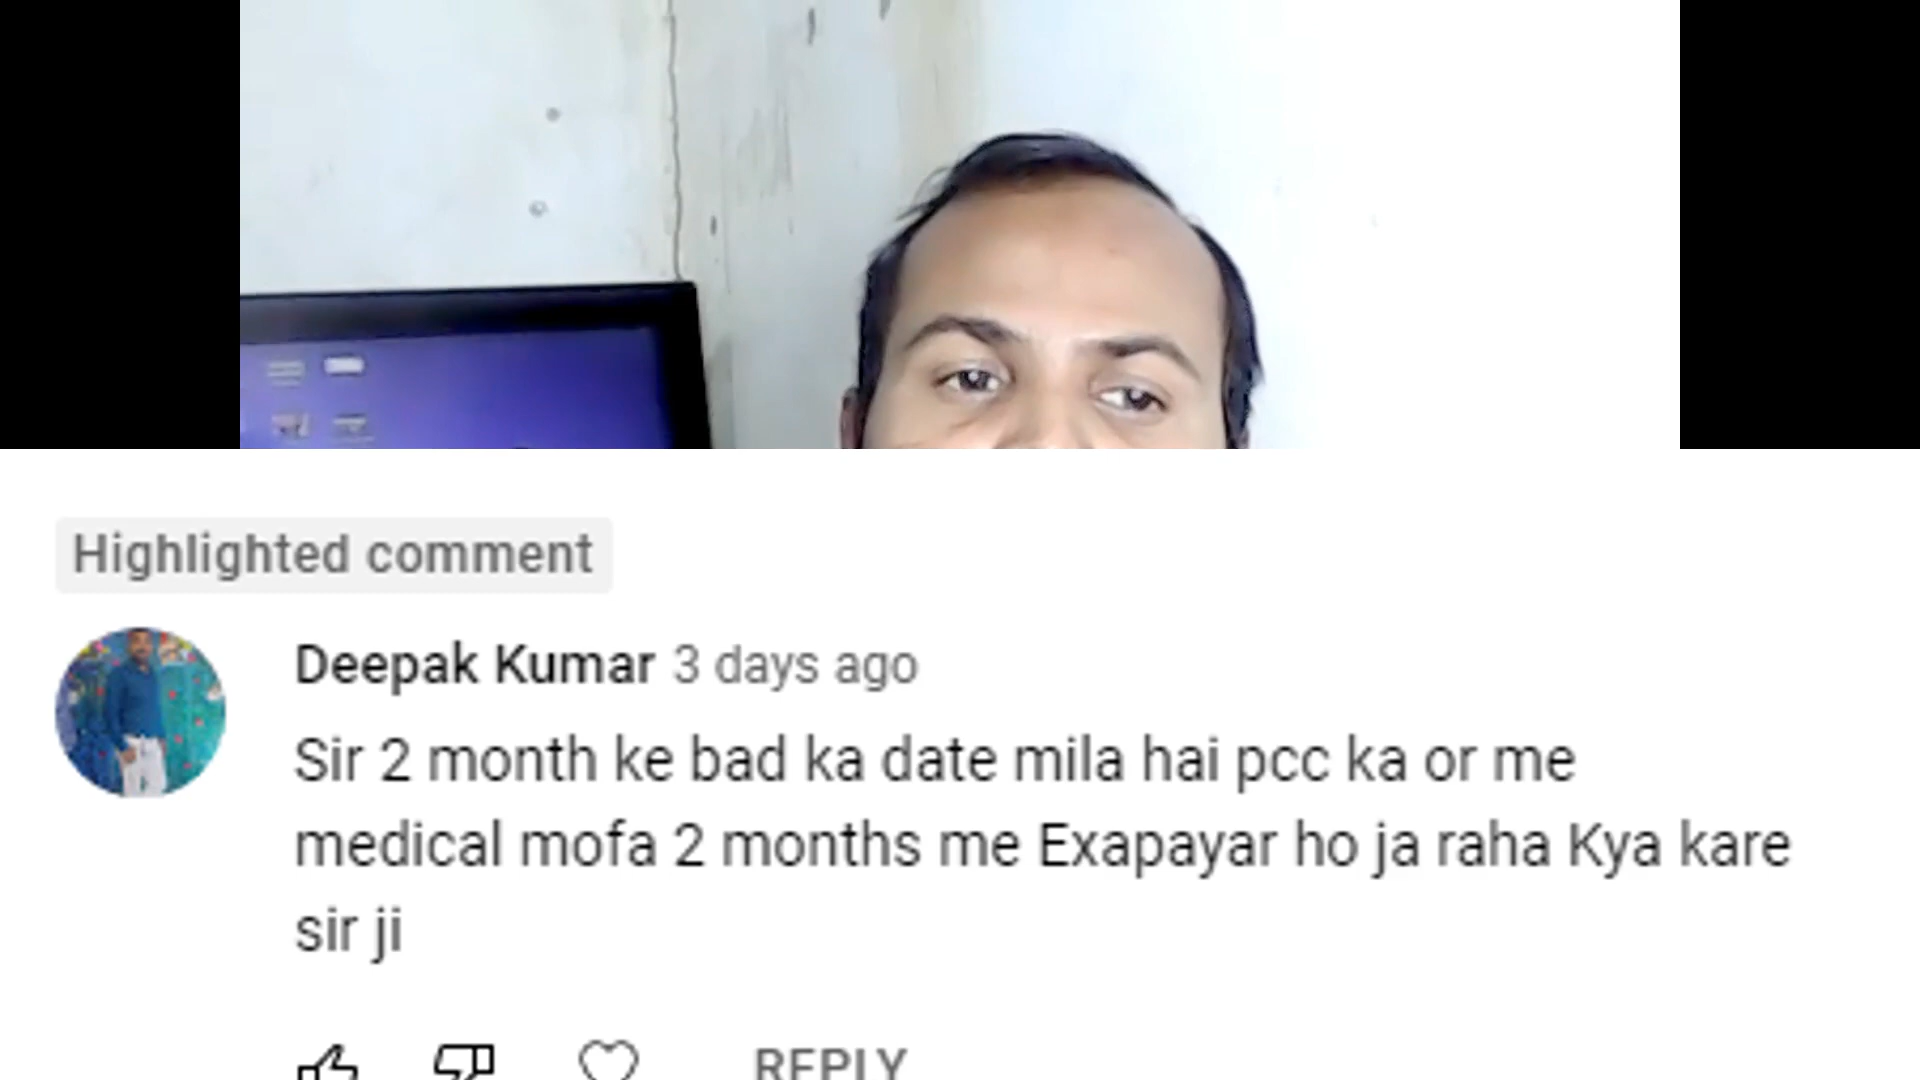 Highlighted comment
Deepak Kumar 3 days ago
Sir 2 month ke bad ka date mila hai pcc ka or me
medical mofa 2 months me Exapayar ho ja raha Kya kare
sir ji
REPLY